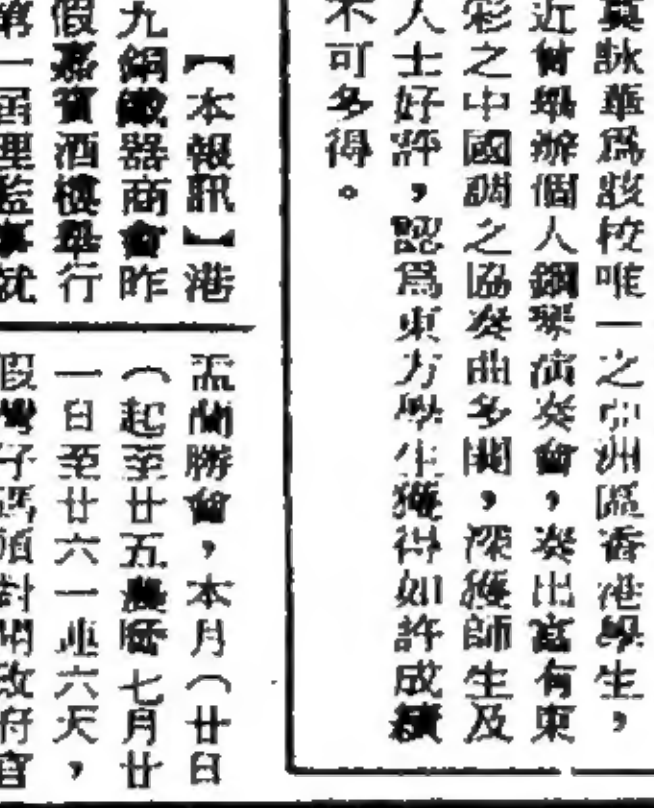 莫詠華爲該校唯一之亞洲區香港學生，
近曾舉辦個人鋼琴演奏會，奏出富有東
彩之中國調之協奏曲多闋，深獲師生及
人士好評，認爲東方學生獲得如許成績
不可多得。
【本報訊】港
九銅鐵器商會昨
假嘉賓酒樓舉行
第一屆理監事就
盂蘭勝會，本月（廿日
（起至廿五農曆七月廿
一日至廿六一連六天，
假灣仔碼頭對開政府官